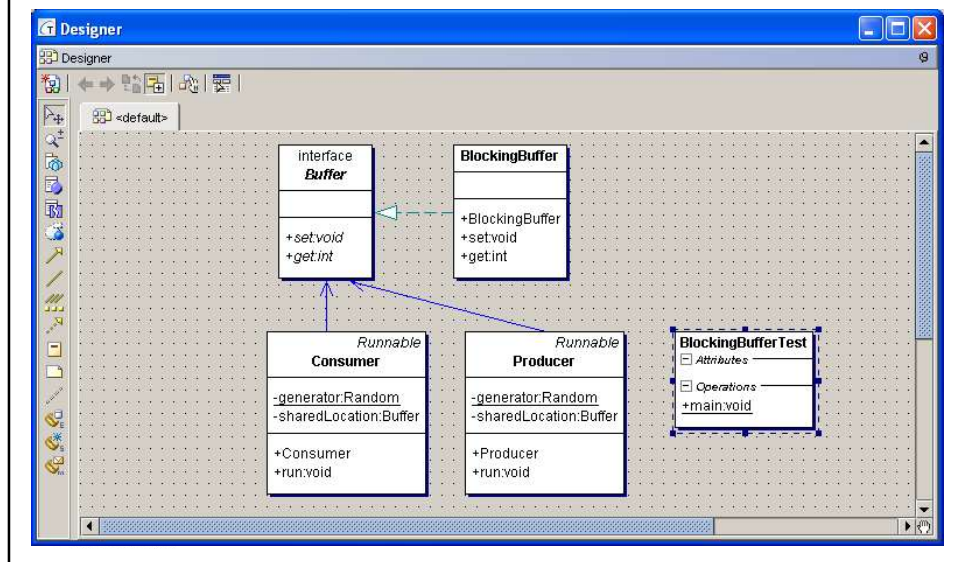 Designer
Designer
<default>
interface
Buffer
+set:void
+get:int
BlockingBuffer
+BlockingBuffer
+set:void
+get:int
Runnable
Consumer
-generator:Random
-sharedLocation:Buffer
+Consumer
+run:void
Runnable
Producer
-generator:Random
-sharedLocation:Buffer
+Producer
+run:void
BlockingBufferTest
Attributes
Operations
+main:void